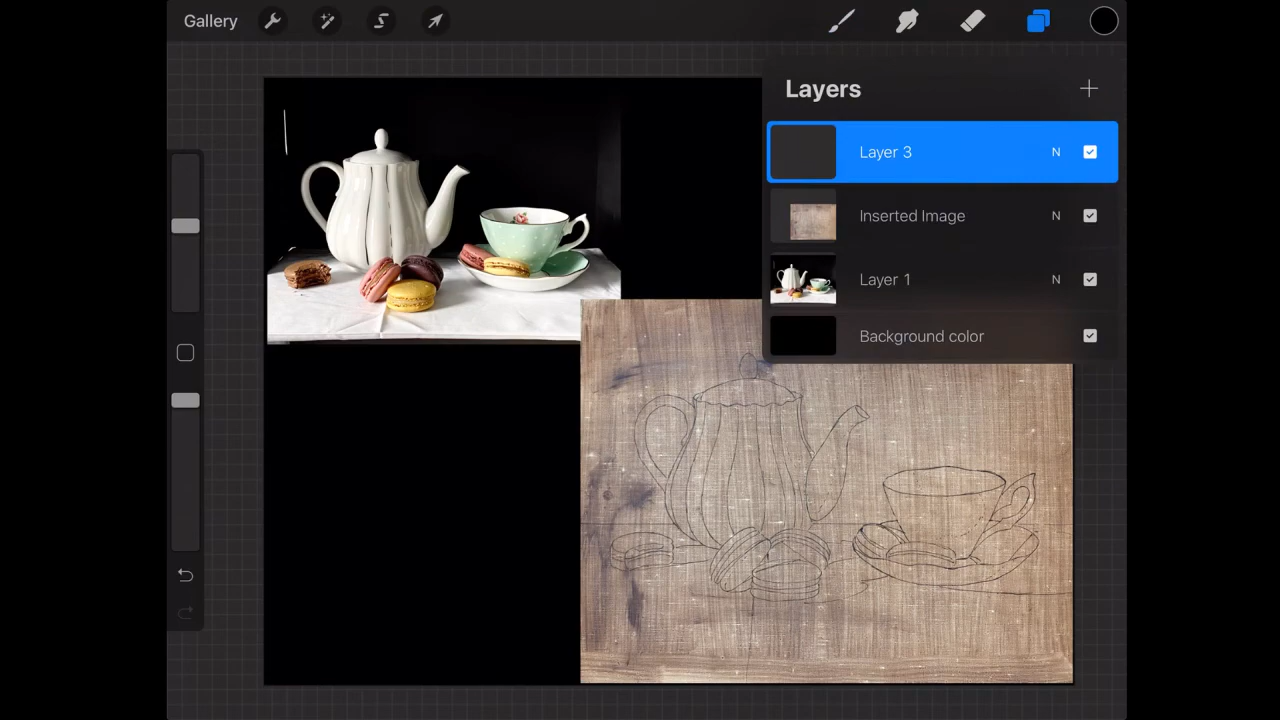 Gallery
Layers
Layer 3 N
Inserted Image N
Layer 1 N
Background color